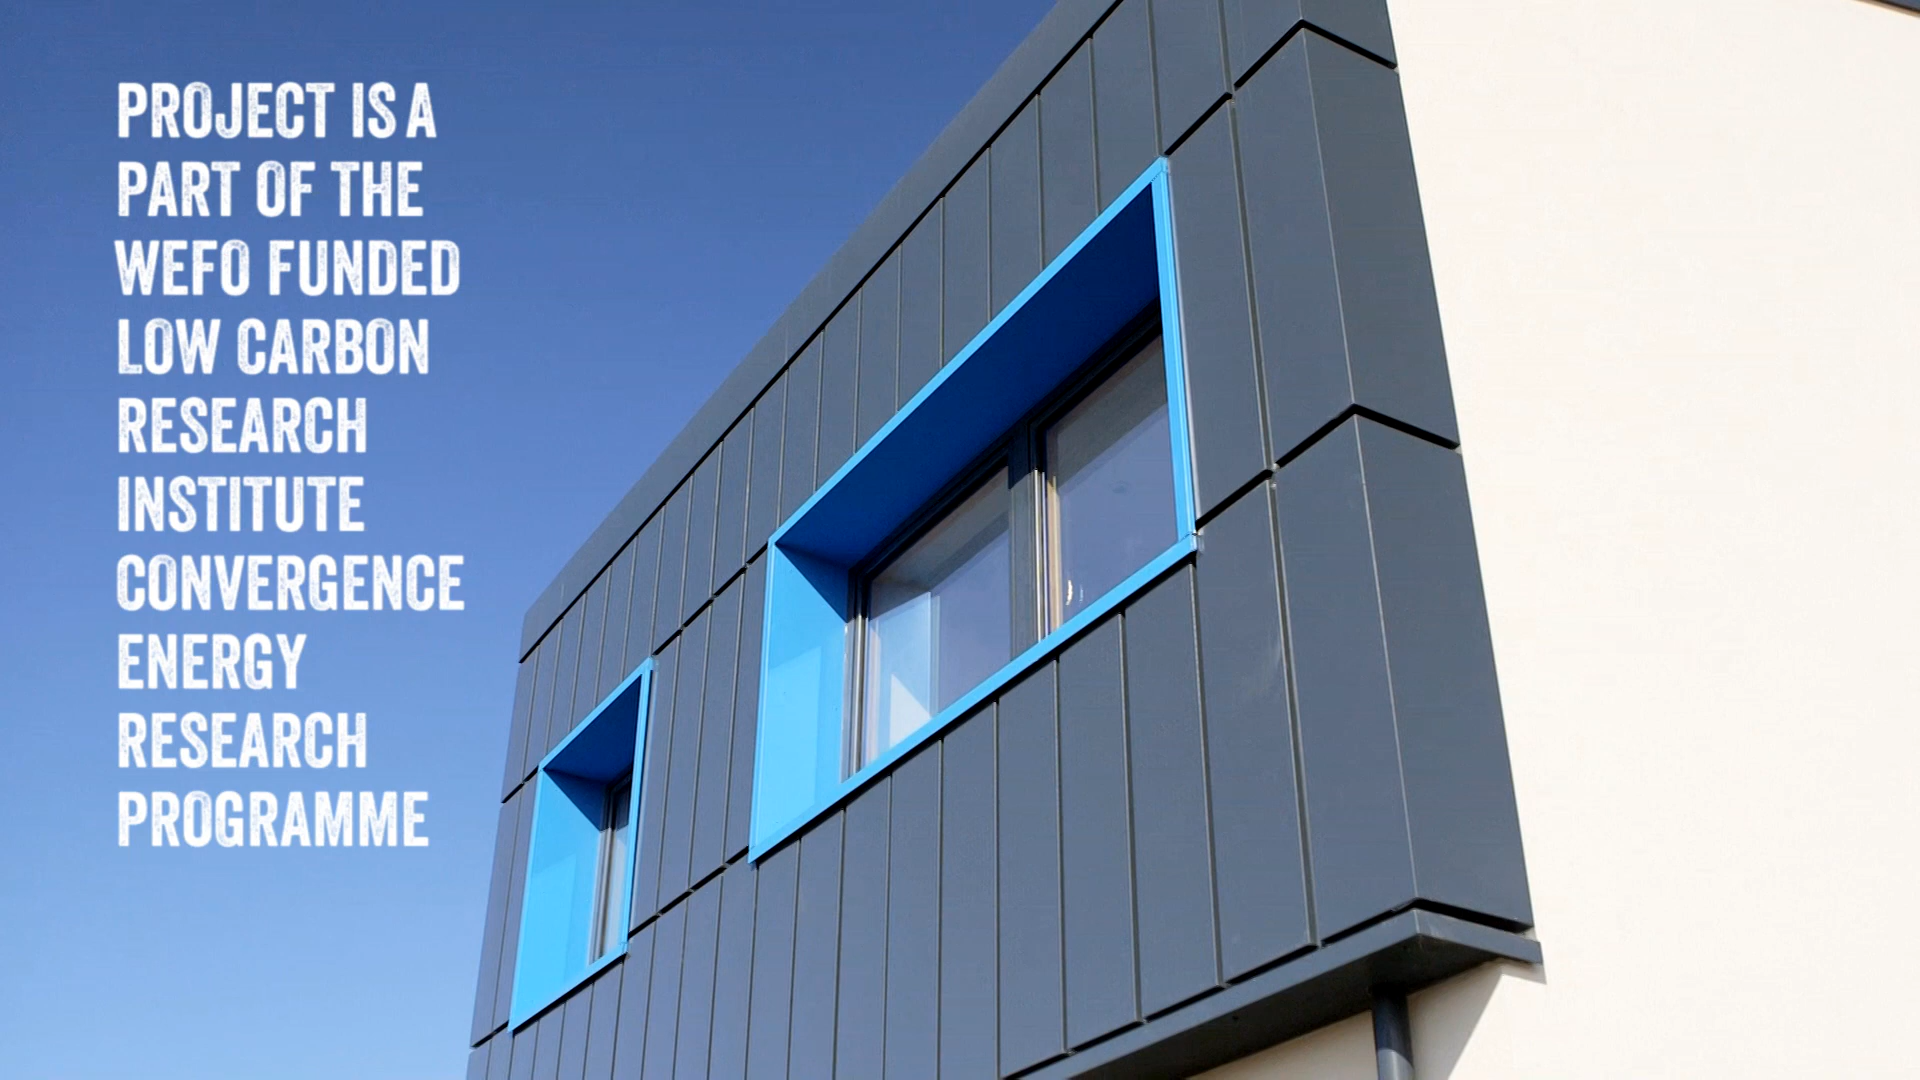 PROJECT IS A
PART OF THE
WEFO FUNDED
LOW CARBON
RESEARCH
INSTITUTE
CONVERGENCE
ENERGY
RESEARCH
PROGRAMME